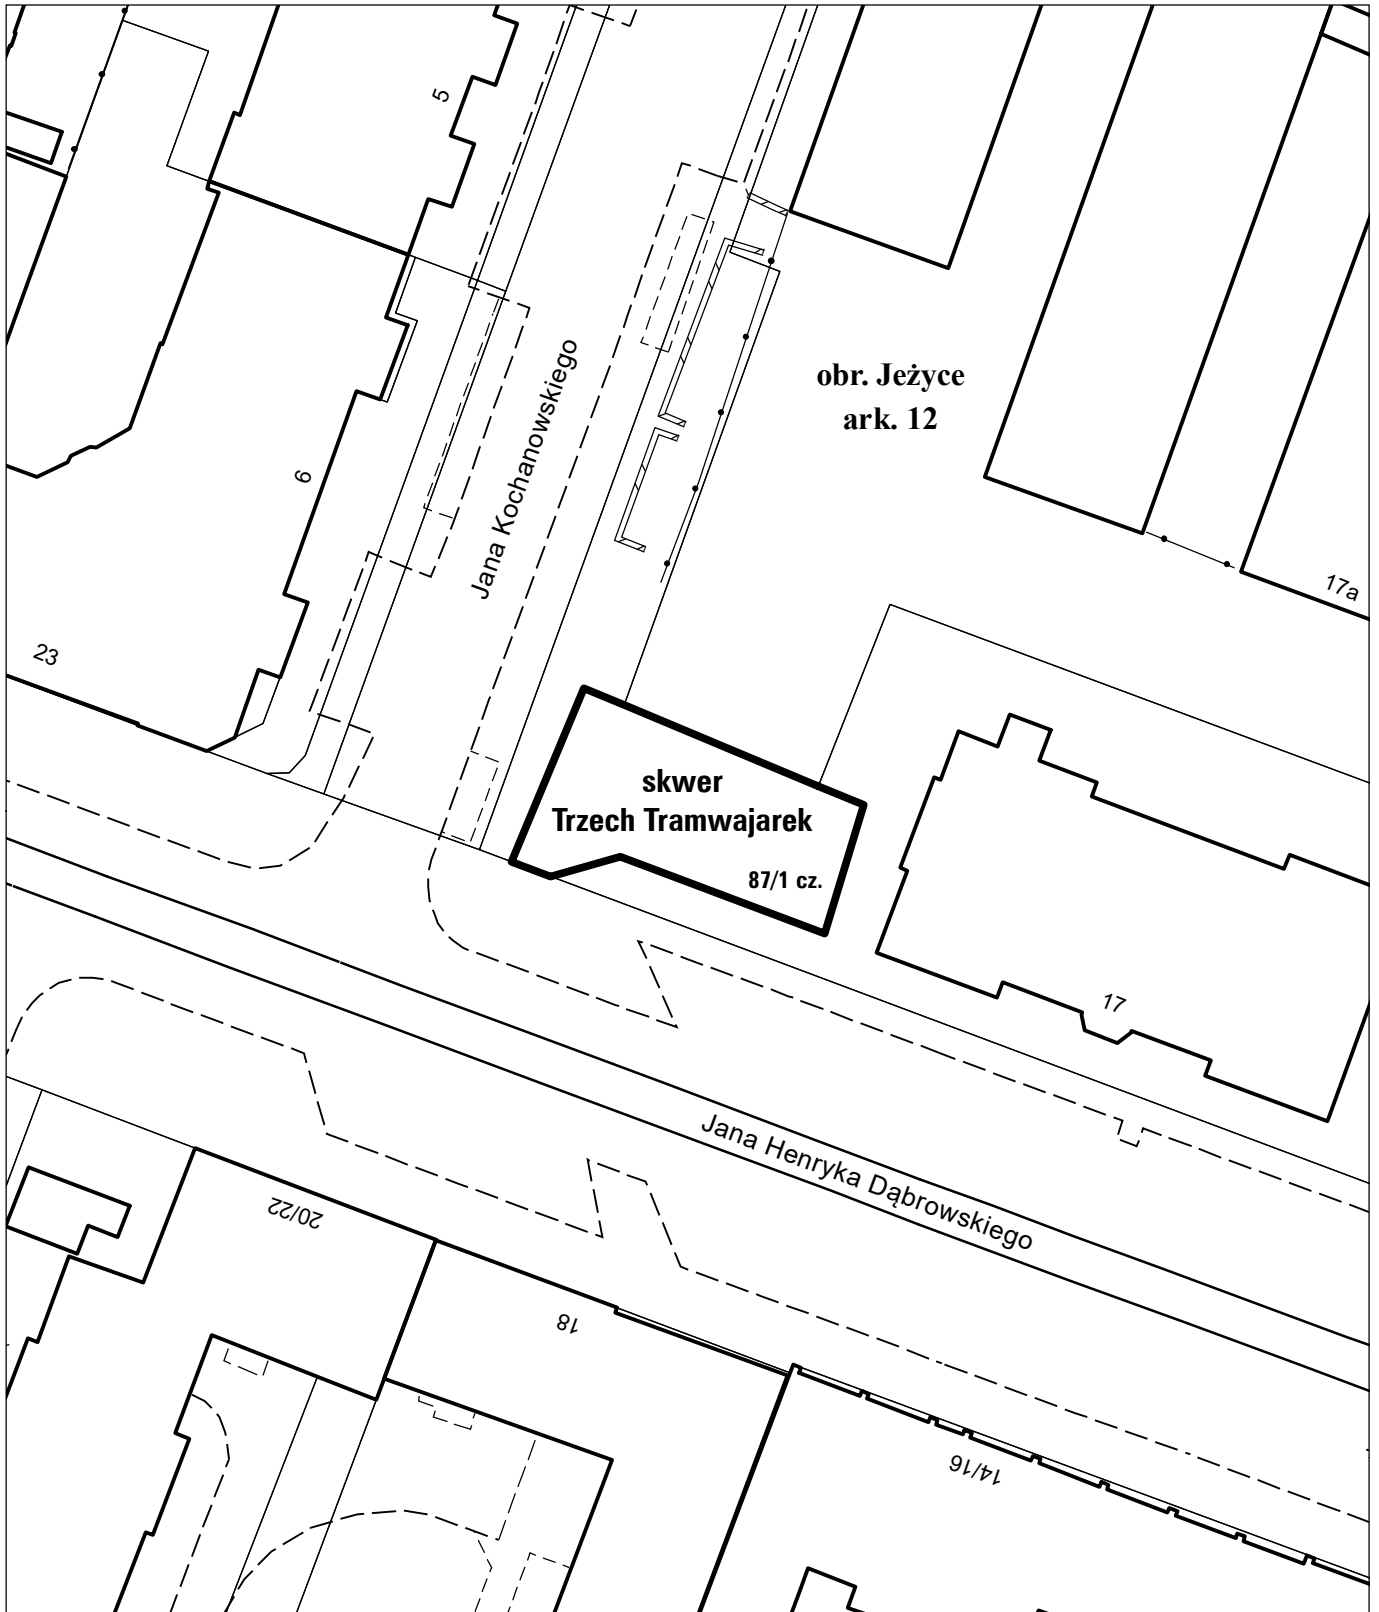 5
Jana Kochanowskiego
obr. Jeżyce
ark. 12
6
17a
23
skwer
Trzech Tramwajarek
87/1 cz.
17
Jana Henryka Dąbrowskiego
20/22
18
14/16